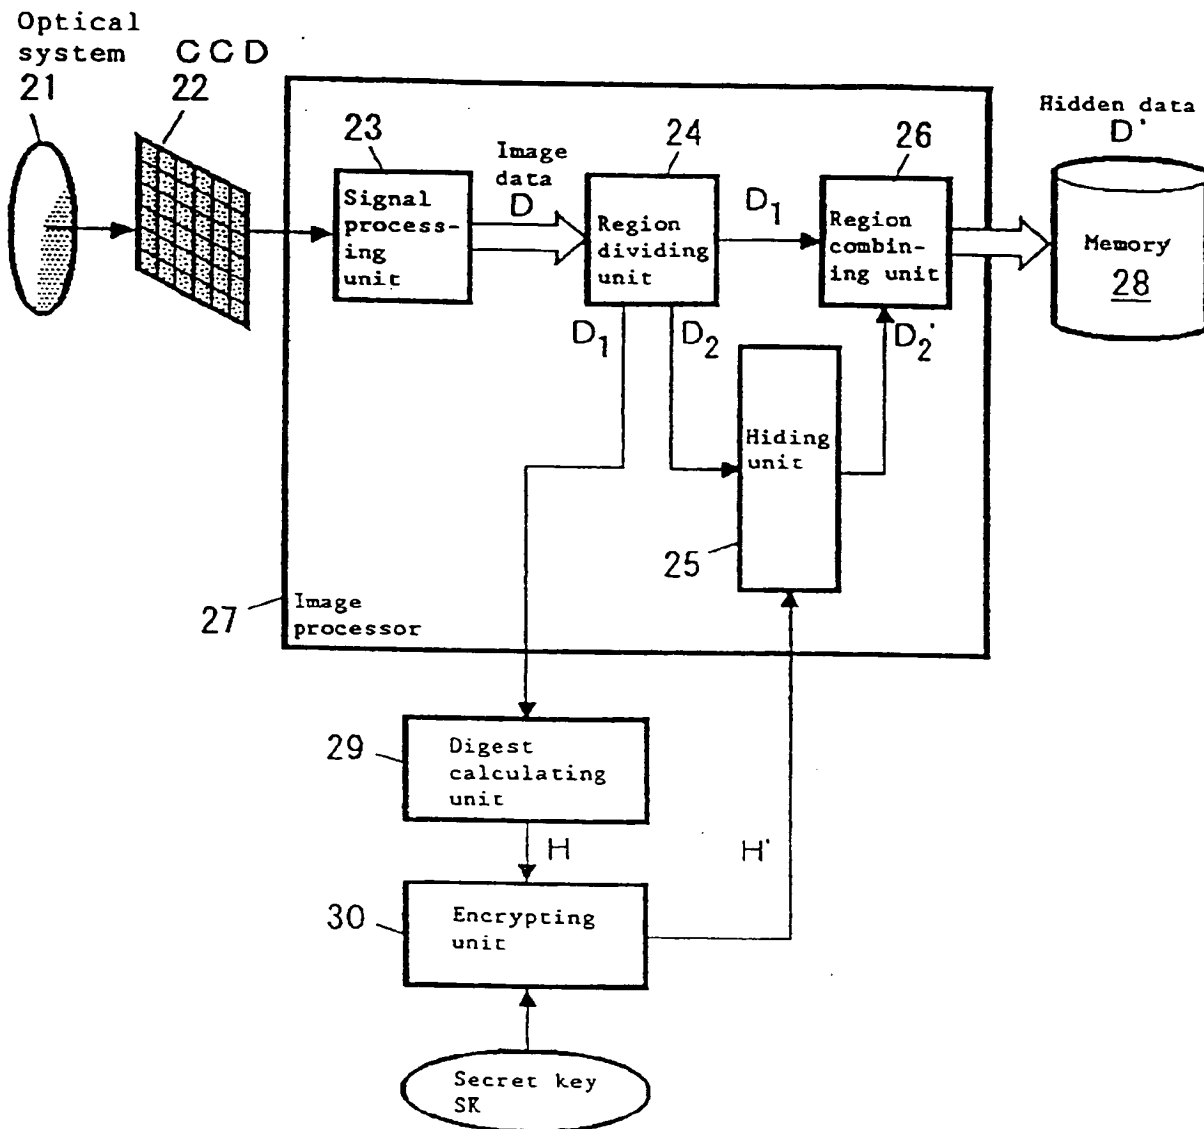 Optical
system
21
CCD
22
23
Signal
process-
ing
unit
Image
data
D
24
Region
dividing
unit
D1
26
Region
combin-
ing unit
Hidden data
D'
Memory
28
D1
D2
D2'
Hiding
unit
25
27
Image
processor
29
Digest
calculating
unit
H
H'
30
Encrypting
unit
Secret key
SK